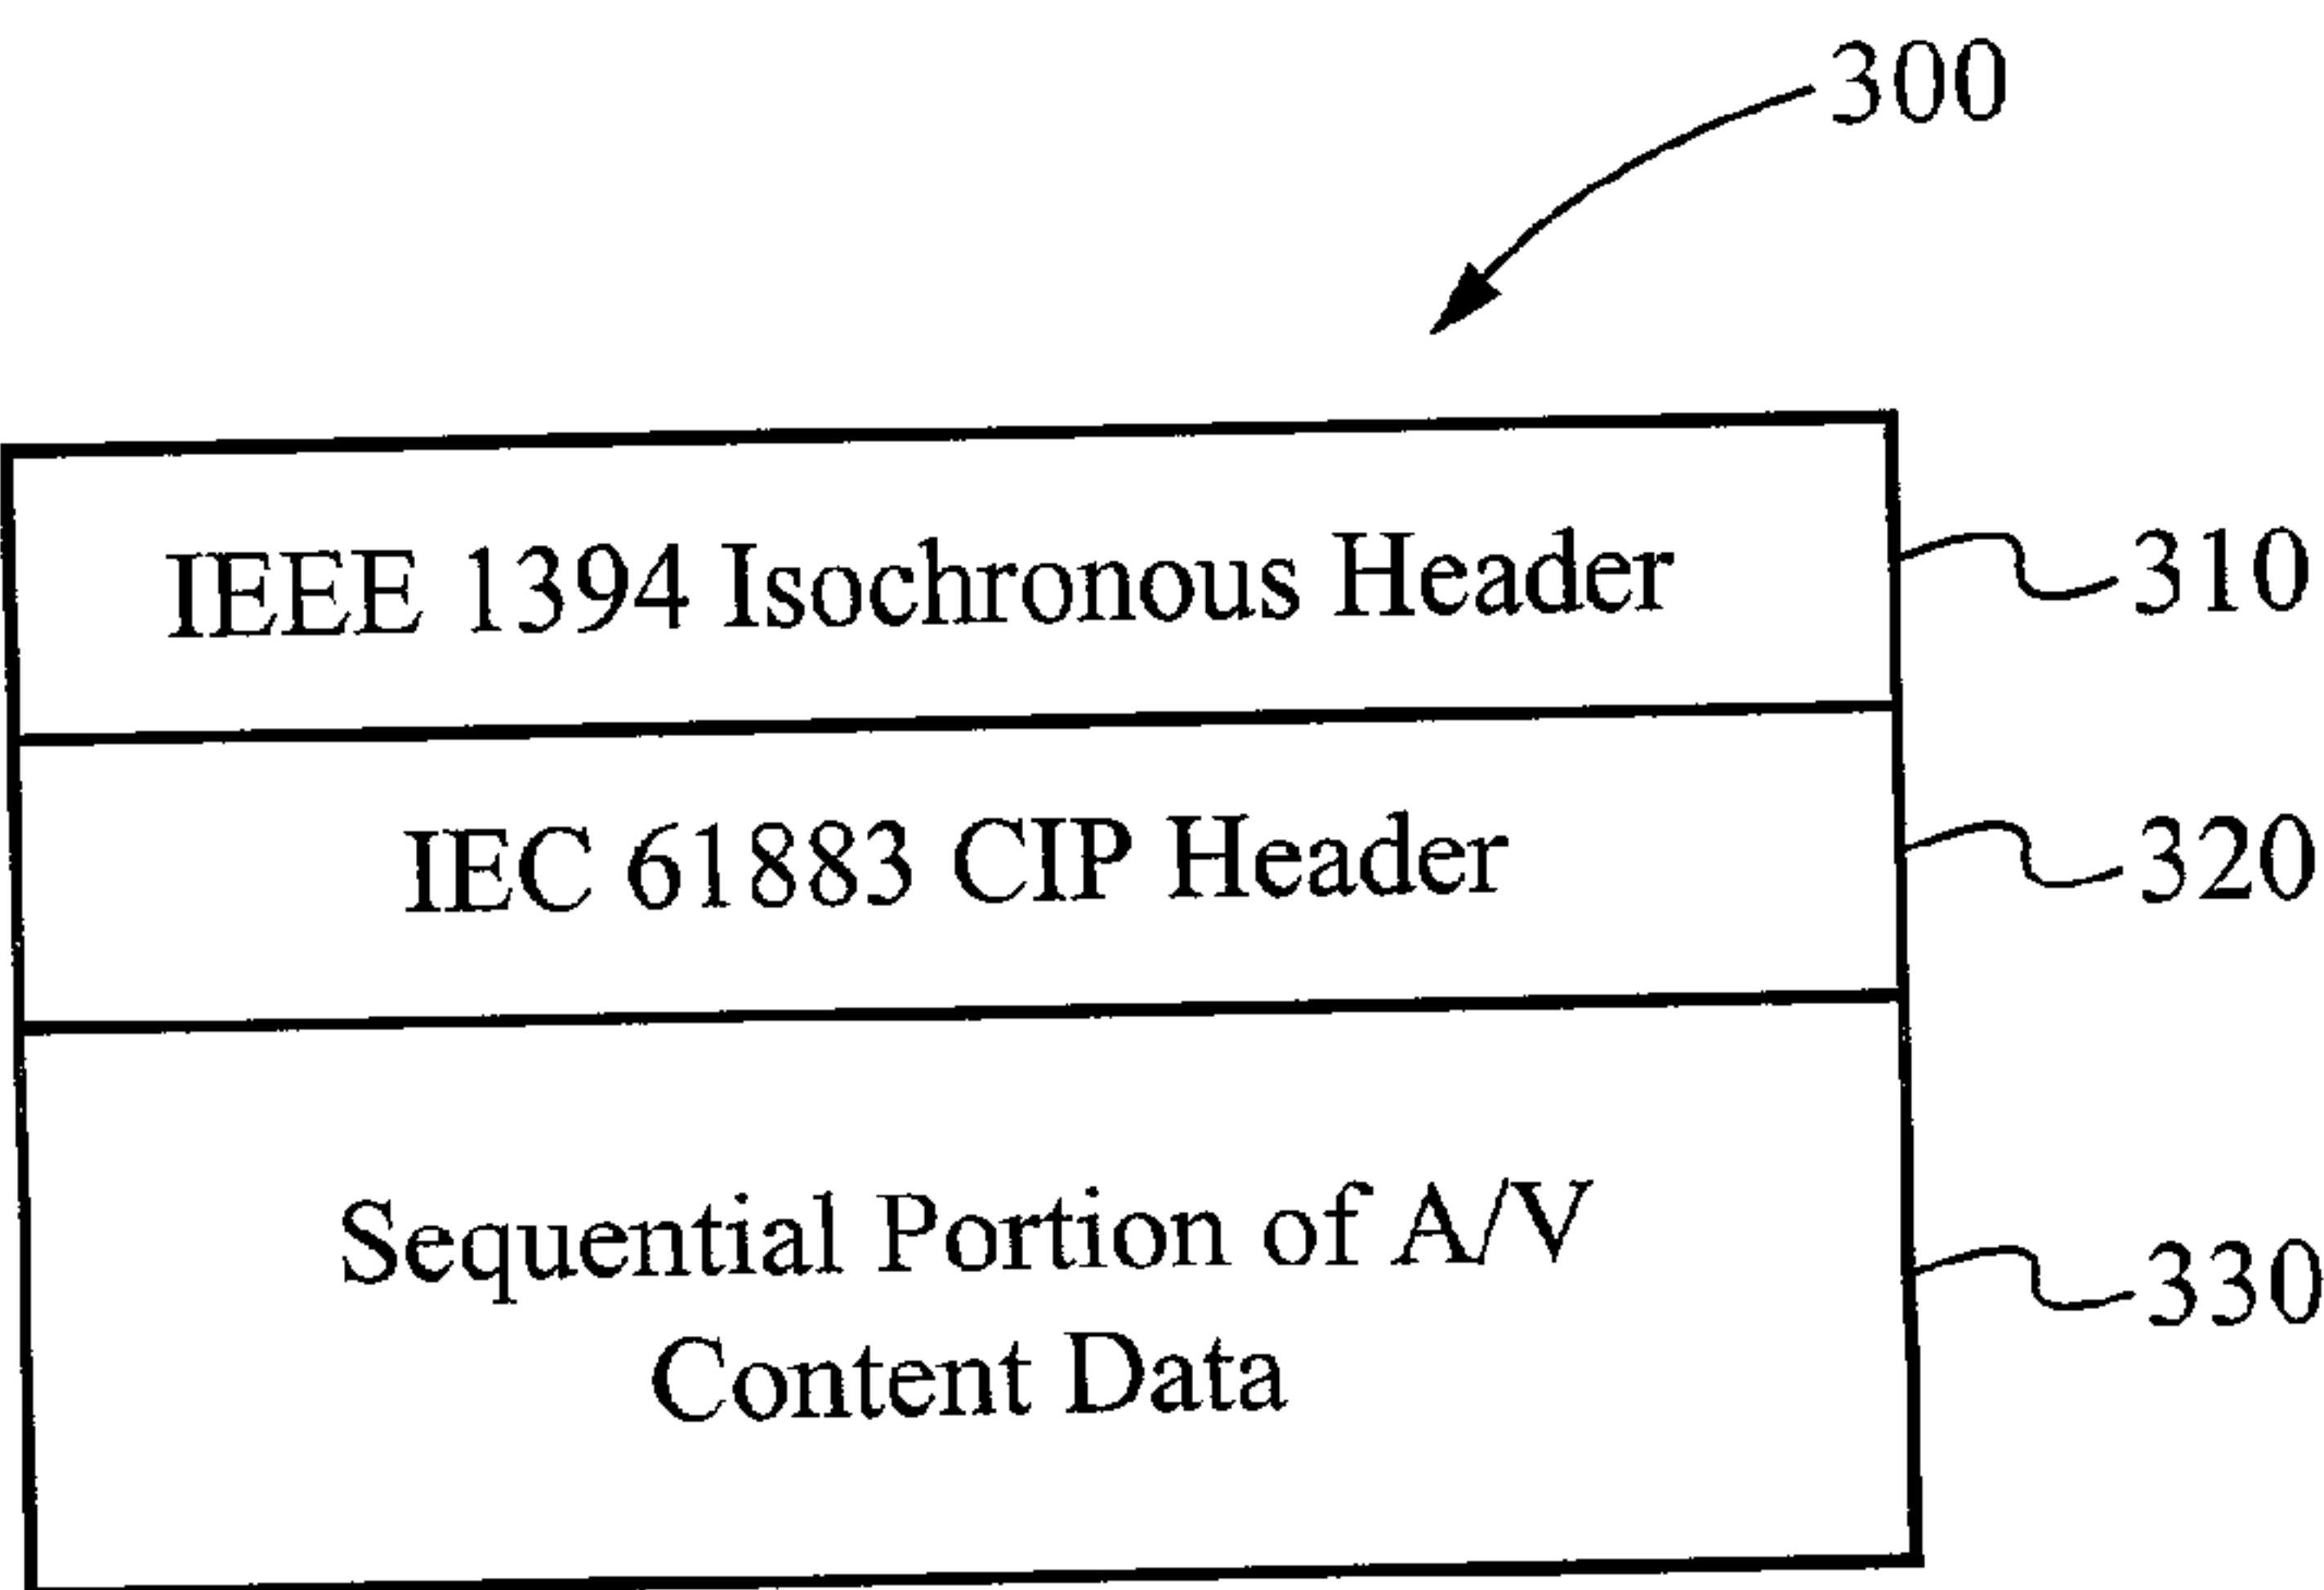 300
IEEE 1394 Isochronous Header
310
IEC 61883 CIP Header
320
Sequential Portion of A/V
Content Data
330